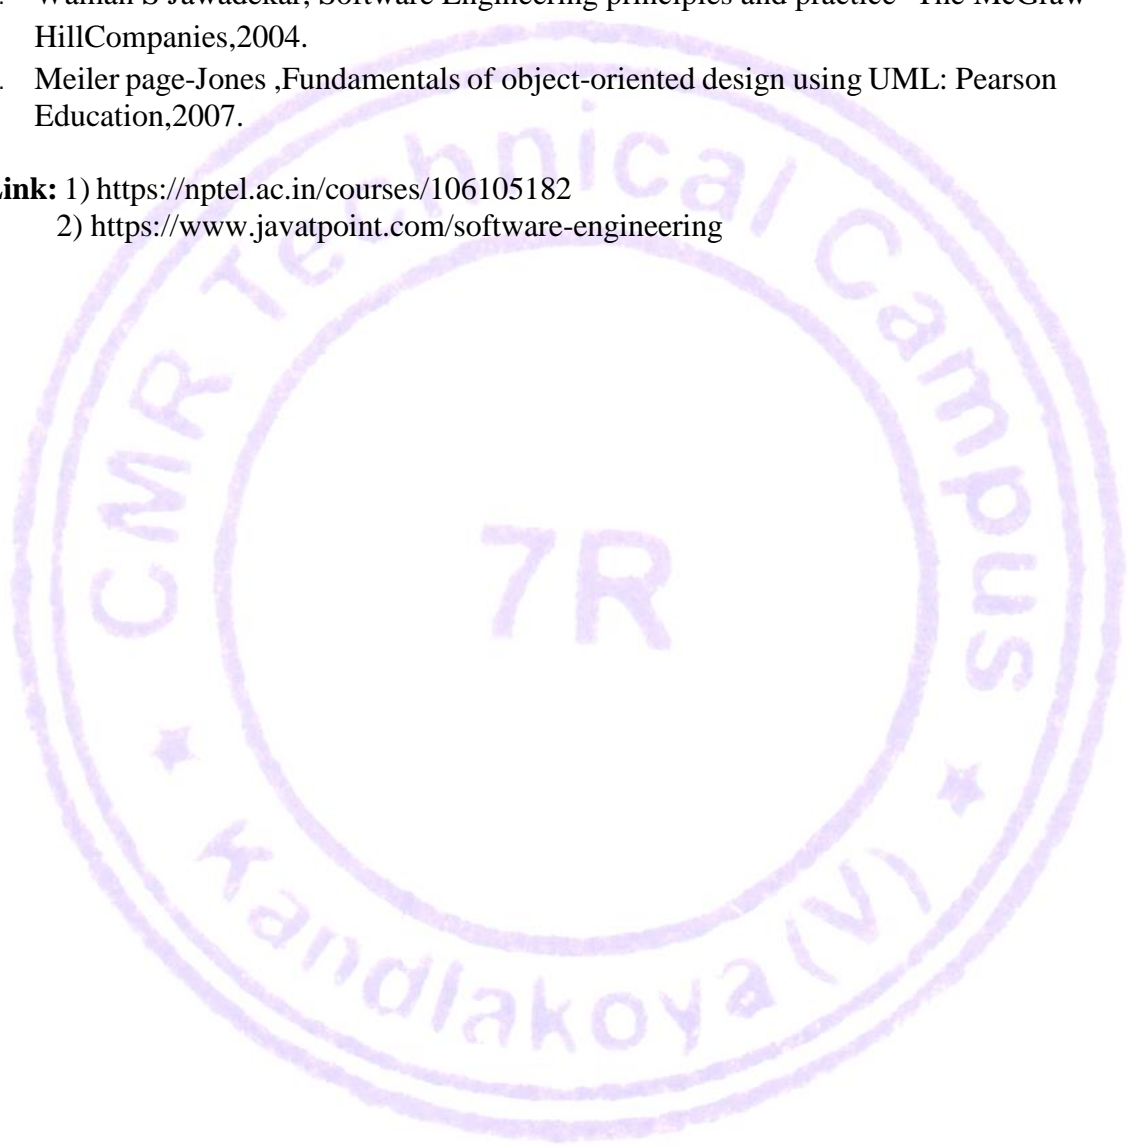 HillCompanies,2004.
. Meiler page-Jones ,Fundamentals of object-oriented design using UML: Pearson
Education,2007.
Link: 1) https://nptel.ac.in/courses/106105182
2) https://www.javatpoint.com/software-engineering
CMR Technical Campus
7R
Kandlakoya (V)